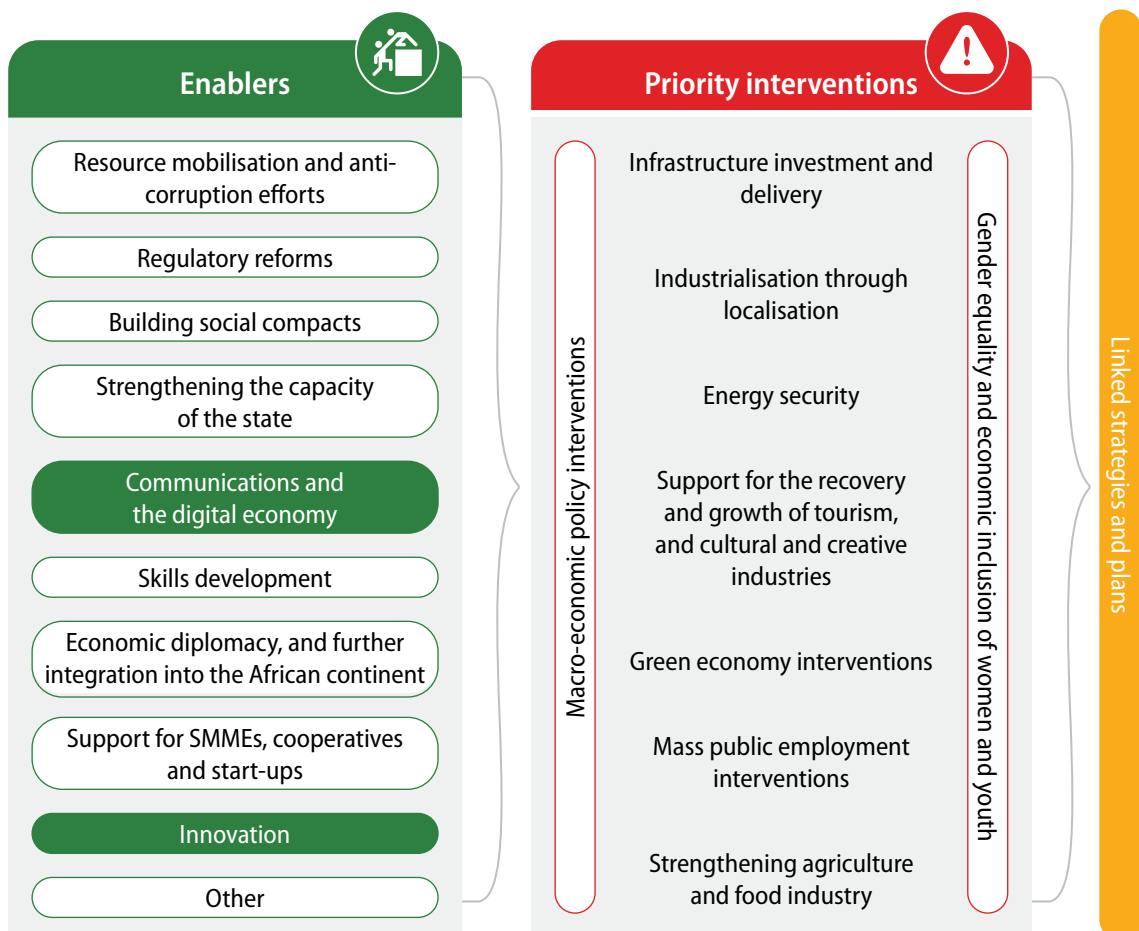 Enablers
Resource mobilisation and anti-
corruption efforts
Regulatory reforms
Building social compacts
Strengthening the capacity
of the state
Communications and
the digital economy
Skills development
Economic diplomacy, and further
integration into the African continent
Support for SMMEs, cooperatives
and start-ups
Innovation
Other
Priority interventions
Macro-economic policy interventions
Infrastructure investment and
delivery
Industrialisation through
localisation
Energy security
Support for the recovery
and growth of tourism,
and cultural and creative
industries
Green economy interventions
Mass public employment
interventions
Strengthening agriculture
and food industry
Gender equality and economic inclusion of women and youth
Linked strategies and plans